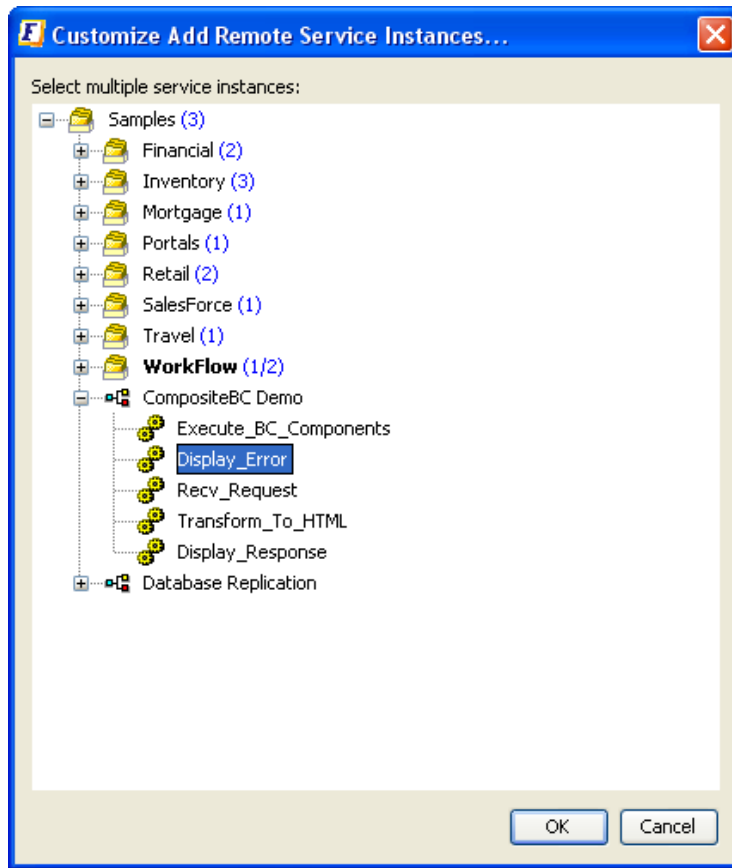 F Customize Add Remote Service Instances...
Select multiple service instances:
Samples (3)
Financial (2)
Inventory (3)
Mortgage (1)
Portals (1)
Retail (2)
SalesForce (1)
Travel (1)
WorkFlow (1/2)
CompositeBC Demo
Execute_BC_Components
Display_Error
Recv_Request
Transform_To_HTML
Display_Response
Database Replication
OK Cancel